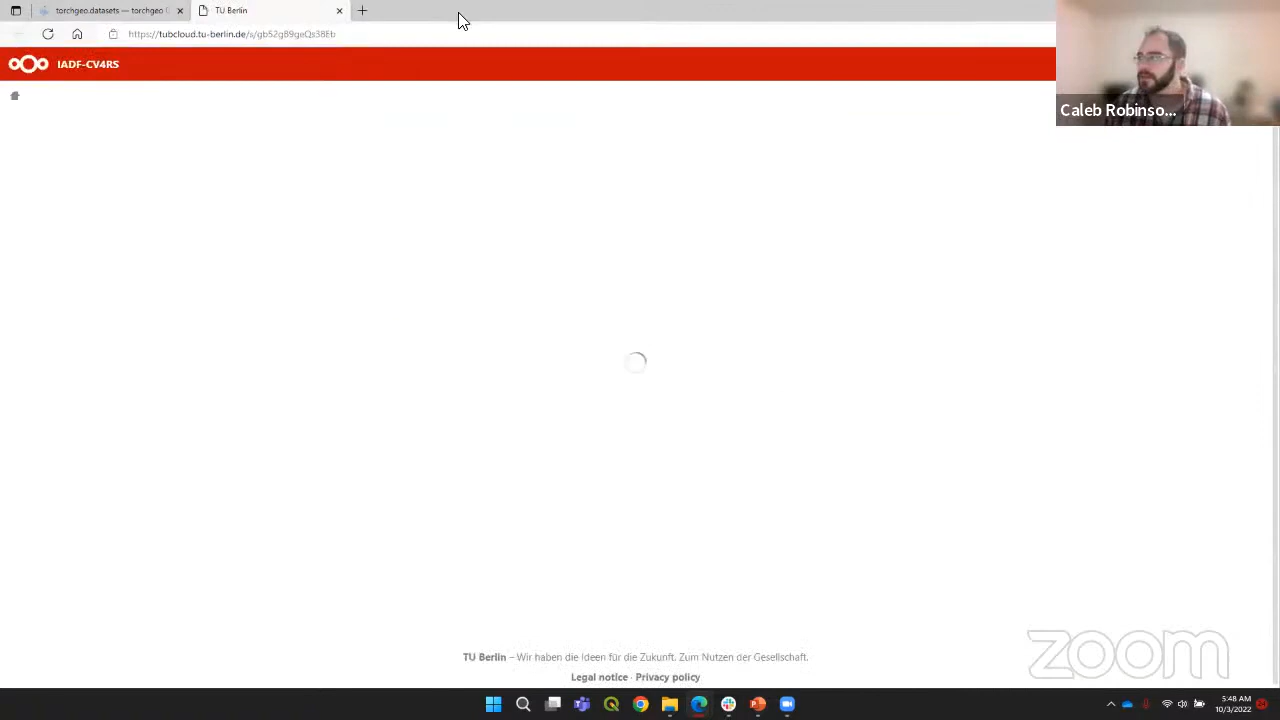 torchgeo.datasets — torchgeo
TU Berlin
https://tubcloud.tu-berlin.de/s/gb52gB9geQs38Eb
IADF-CV4RS
Caleb Robinso...
TU Berlin – Wir haben die Ideen für die Zukunft. Zum Nutzen der Gesellschaft.
Legal notice · Privacy policy
zoom
5:48 AM
10/3/2022